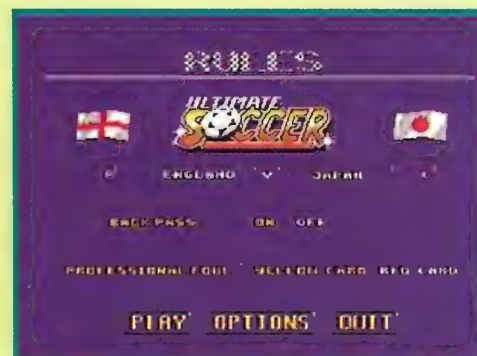 RULES
ULTIMATE
SOCCER
ENGLAND V JAPAN
BACK PASS ON OFF
PROFESSIONAL FOUL YELLOW CARD RED CARD
PLAY OPTIONS QUIT